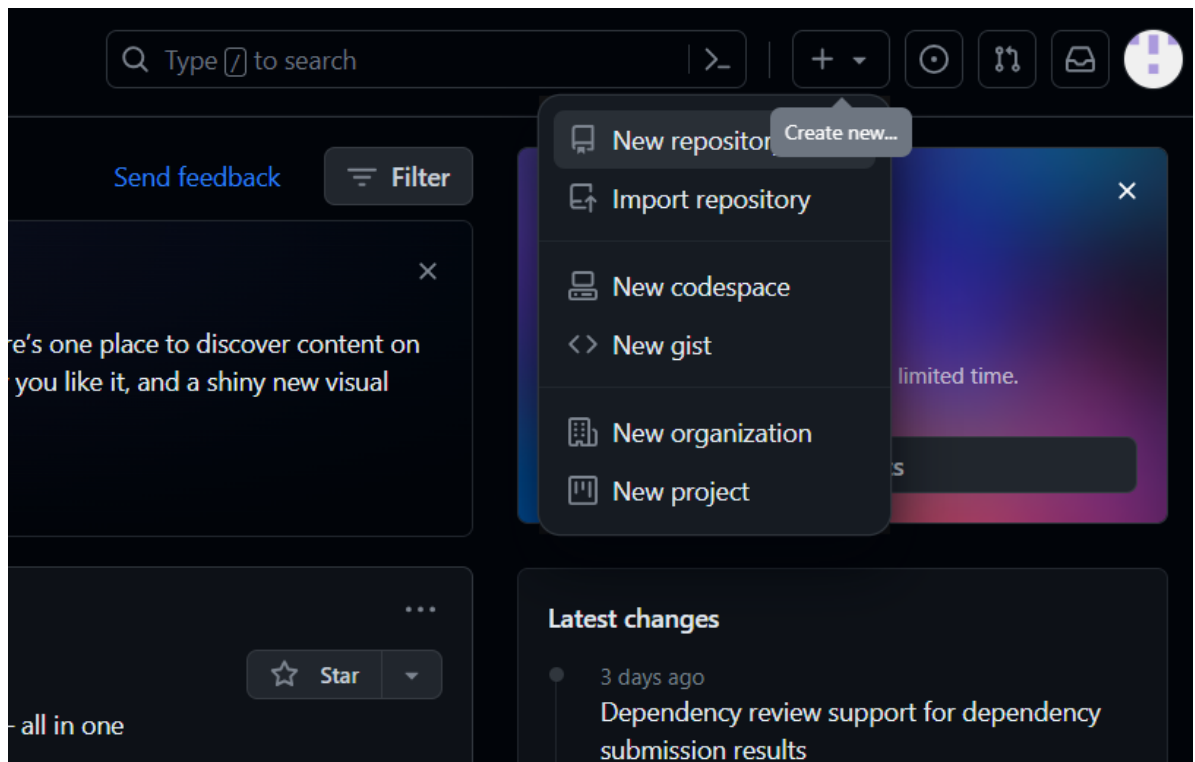 Type / to search
Create new...
New repositor
Import repository
New codespace
New gist
New organization
New project
Send feedback
Filter
re's one place to discover content on
you like it, and a shiny new visual
limited time.
s
Star
all in one
Latest changes
3 days ago
Dependency review support for dependency
submission results